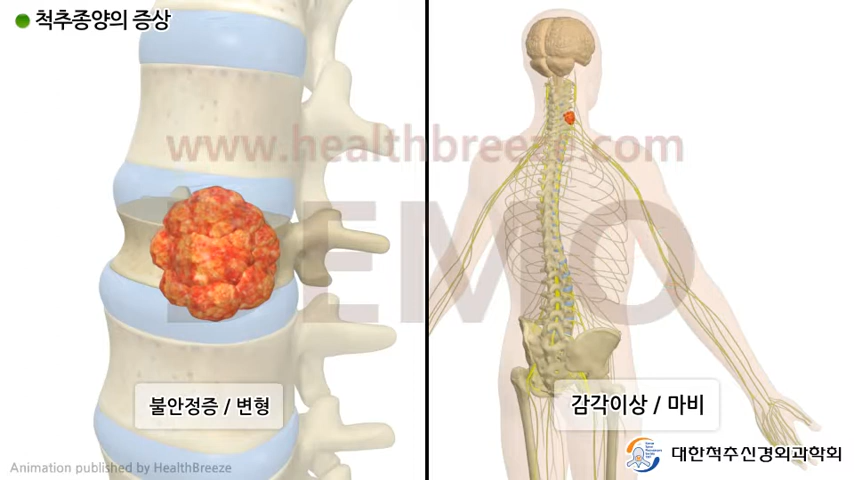 척추종양의 증상
www.healthbreeze.com
DEMO
불안정증 / 변형
감각이상 / 마비
대한척추신경외과학회
Animation published by HealthBreeze